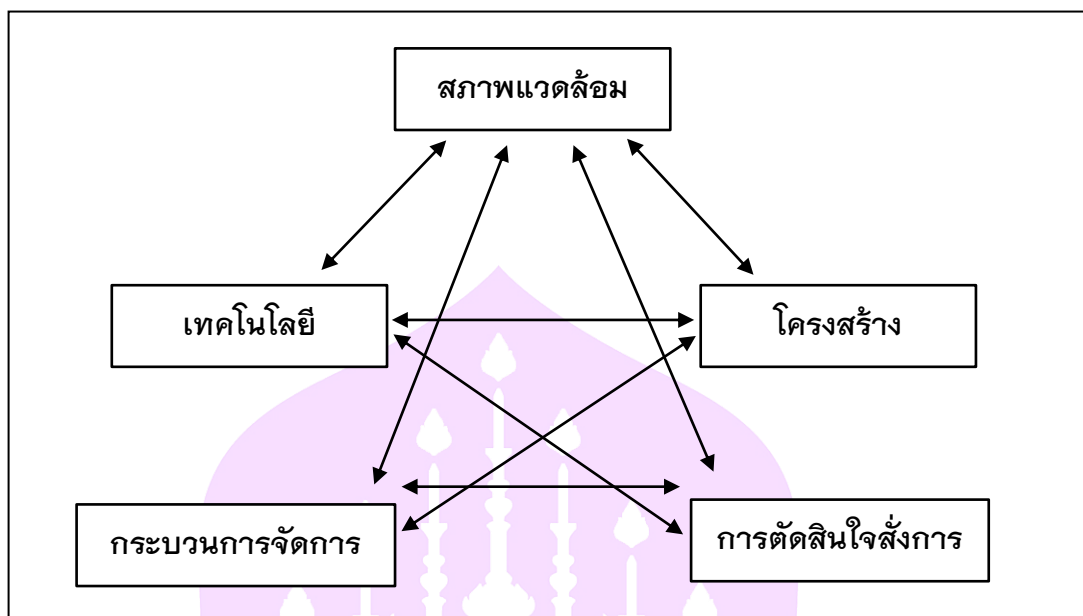 สภาพแวดล้อม
เทคโนโลยี
โครงสร้าง
กระบวนการจัดการ
การตัดสินใจสั่งการ